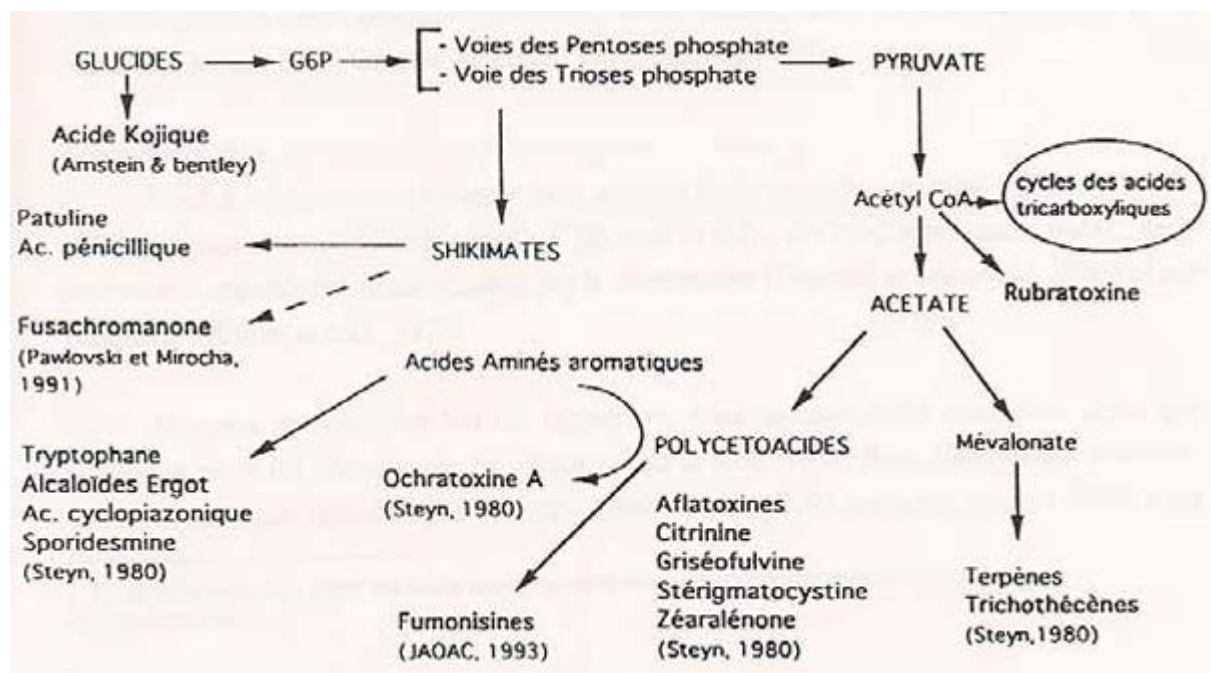 GLUCIDES
G6P
- Voies des Pentoses phosphate
- Voie des Trioses phosphate
PYRUVATE
Acide Kojique
(Arnstein & bentley)
Acétyl CoA
cycles des acides
tricarboxyliques
Patuline
Ac. pénicillique
SHIKIMATES
ACETATE
Rubratoxine
Fusachromanone
(Pawlovski et Mirocha,
1991)
Acides Aminés aromatiques
POLYCETOACIDES
Mévalonate
Tryptophane
Alcaloïdes Ergot
Ac. cyclopiazonique
Sporidesmine
(Steyn, 1980)
Ochratoxine A
(Steyn, 1980)
Fumonisines
(JAOAC, 1993)
Aflatoxines
Citrinine
Griséofulvine
Stérigmatocystine
Zéaralénone
(Steyn, 1980)
Terpènes
Trichothécènes
(Steyn,1980)